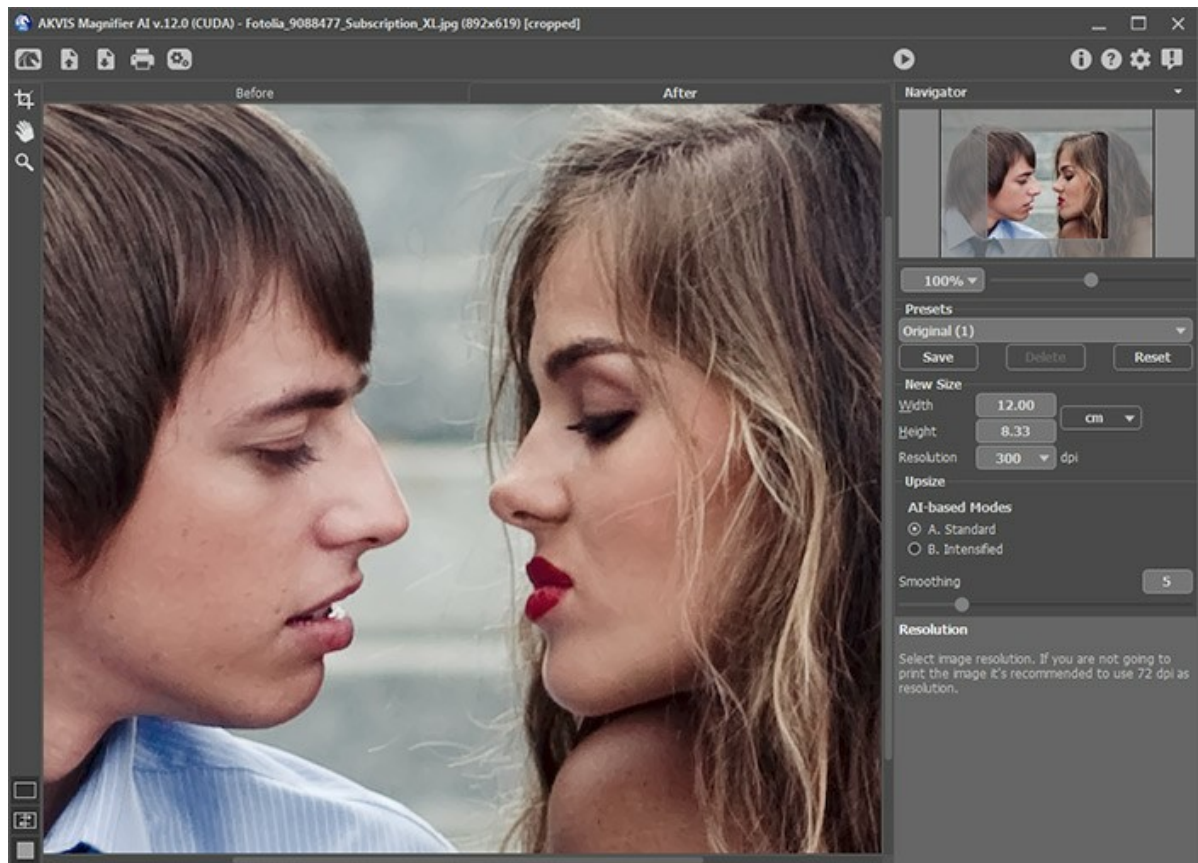 AKVIS Magnifier AI v.12.0 (CUDA) - Fotolia_9088477_Subscription_XL.jpg (892x619) [cropped]
Before
After
Navigator
100%
Presets
Original (1)
Save
Delete
Reset
New Size
Width
12.00
cm
Height
8.33
Resolution
300
dpi
Upsize
AI-based Modes
A. Standard
B. Intensified
Smoothing
5
Resolution
Select image resolution. If you are not going to
print the image it's recommended to use 72 dpi as
resolution.